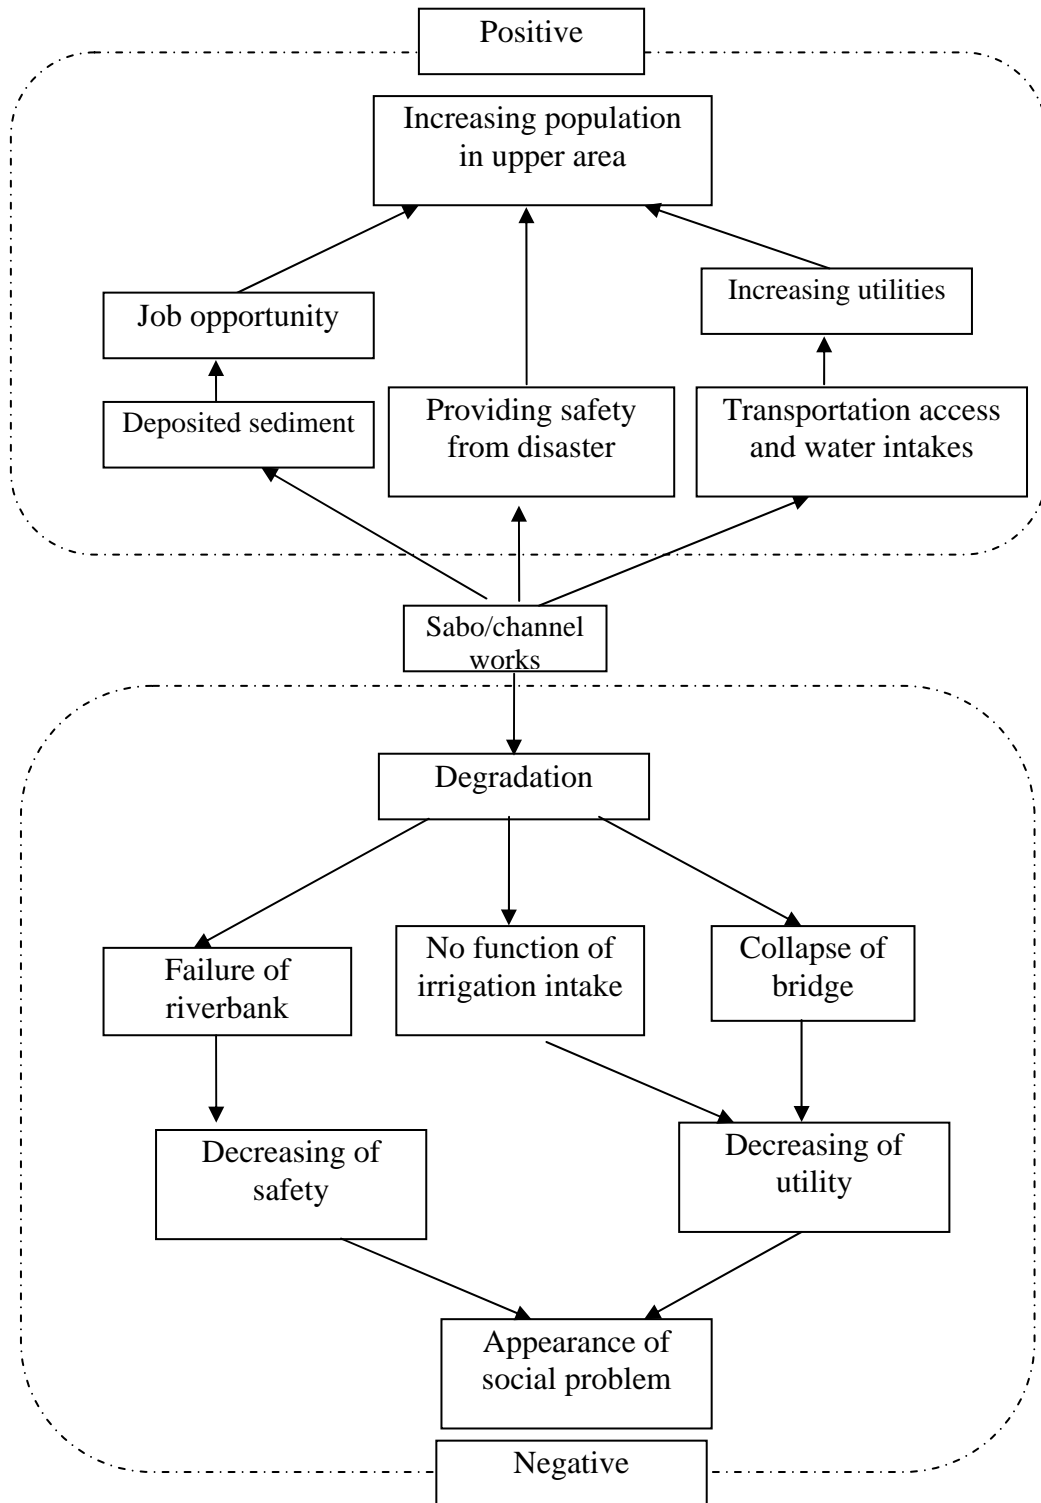 Positive
Increasing population
in upper area
Job opportunity
Increasing utilities
Deposited sediment
Providing safety
from disaster
Transportation access
and water intakes
Sabo/channel
works
Degradation
Failure of
riverbank
No function of
irrigation intake
Collapse of
bridge
Decreasing of
safety
Decreasing of
utility
Appearance of
social problem
Negative